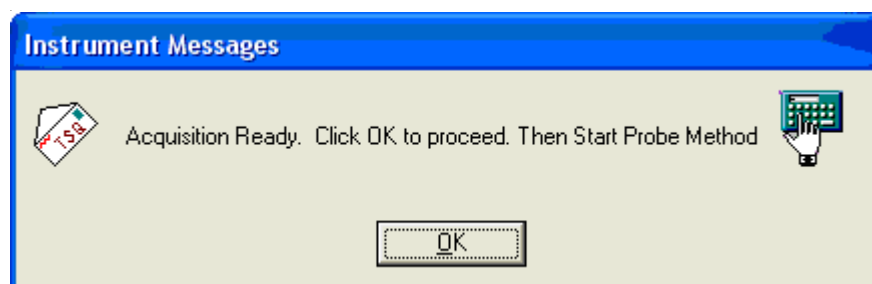 Instrument Messages
TSQ
Acquisition Ready. Click OK to proceed. Then Start Probe Method
OK